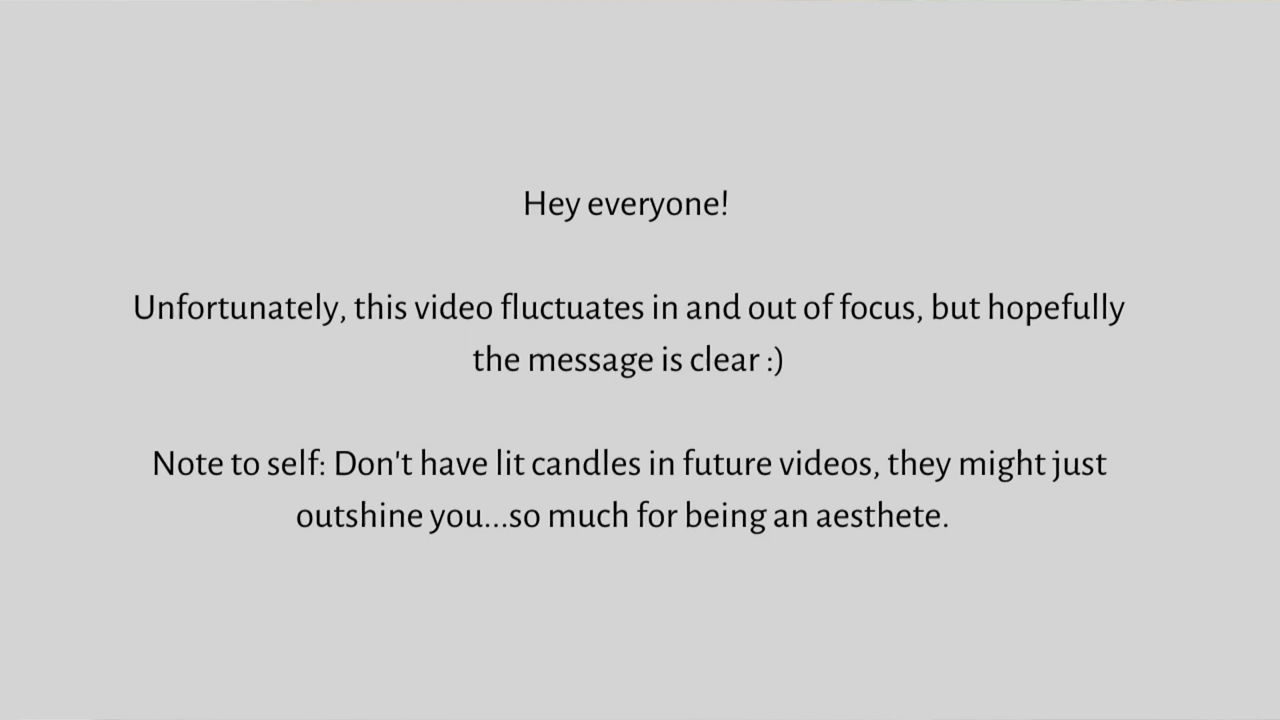 Hey everyone!
Unfortunately, this video fluctuates in and out of focus, but hopefully
the message is clear :)
Note to self: Don't have lit candles in future videos, they might just
outshine you...so much for being an aesthete.